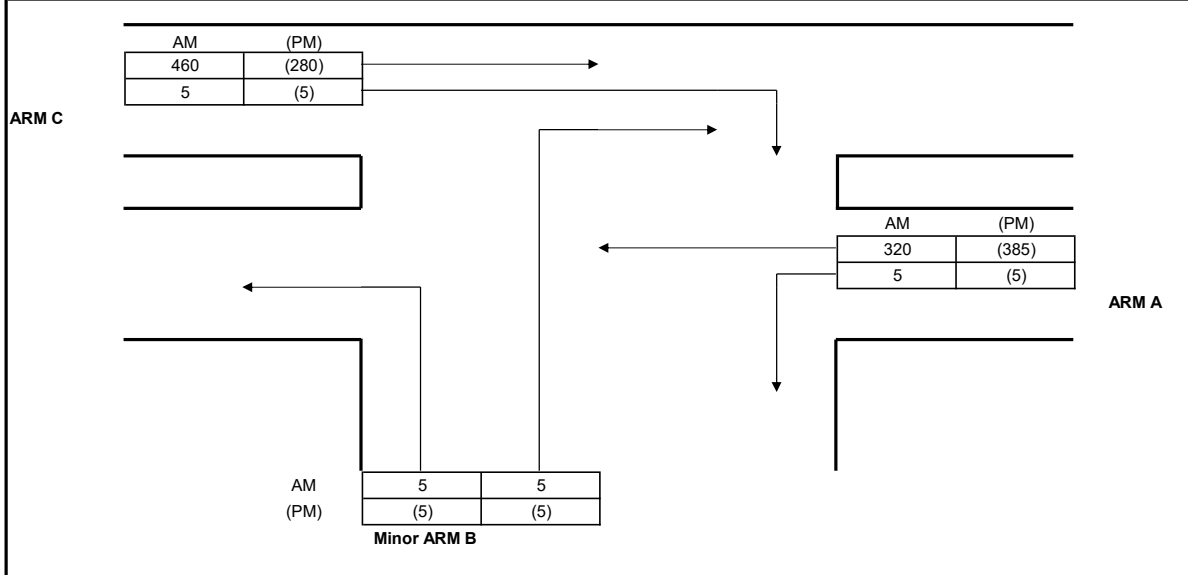 AM (PM)
460 (280)
5 (5)
ARM C
AM (PM)
320 (385)
5 (5)
ARM A
AM 5 5
(PM) (5) (5)
Minor ARM B